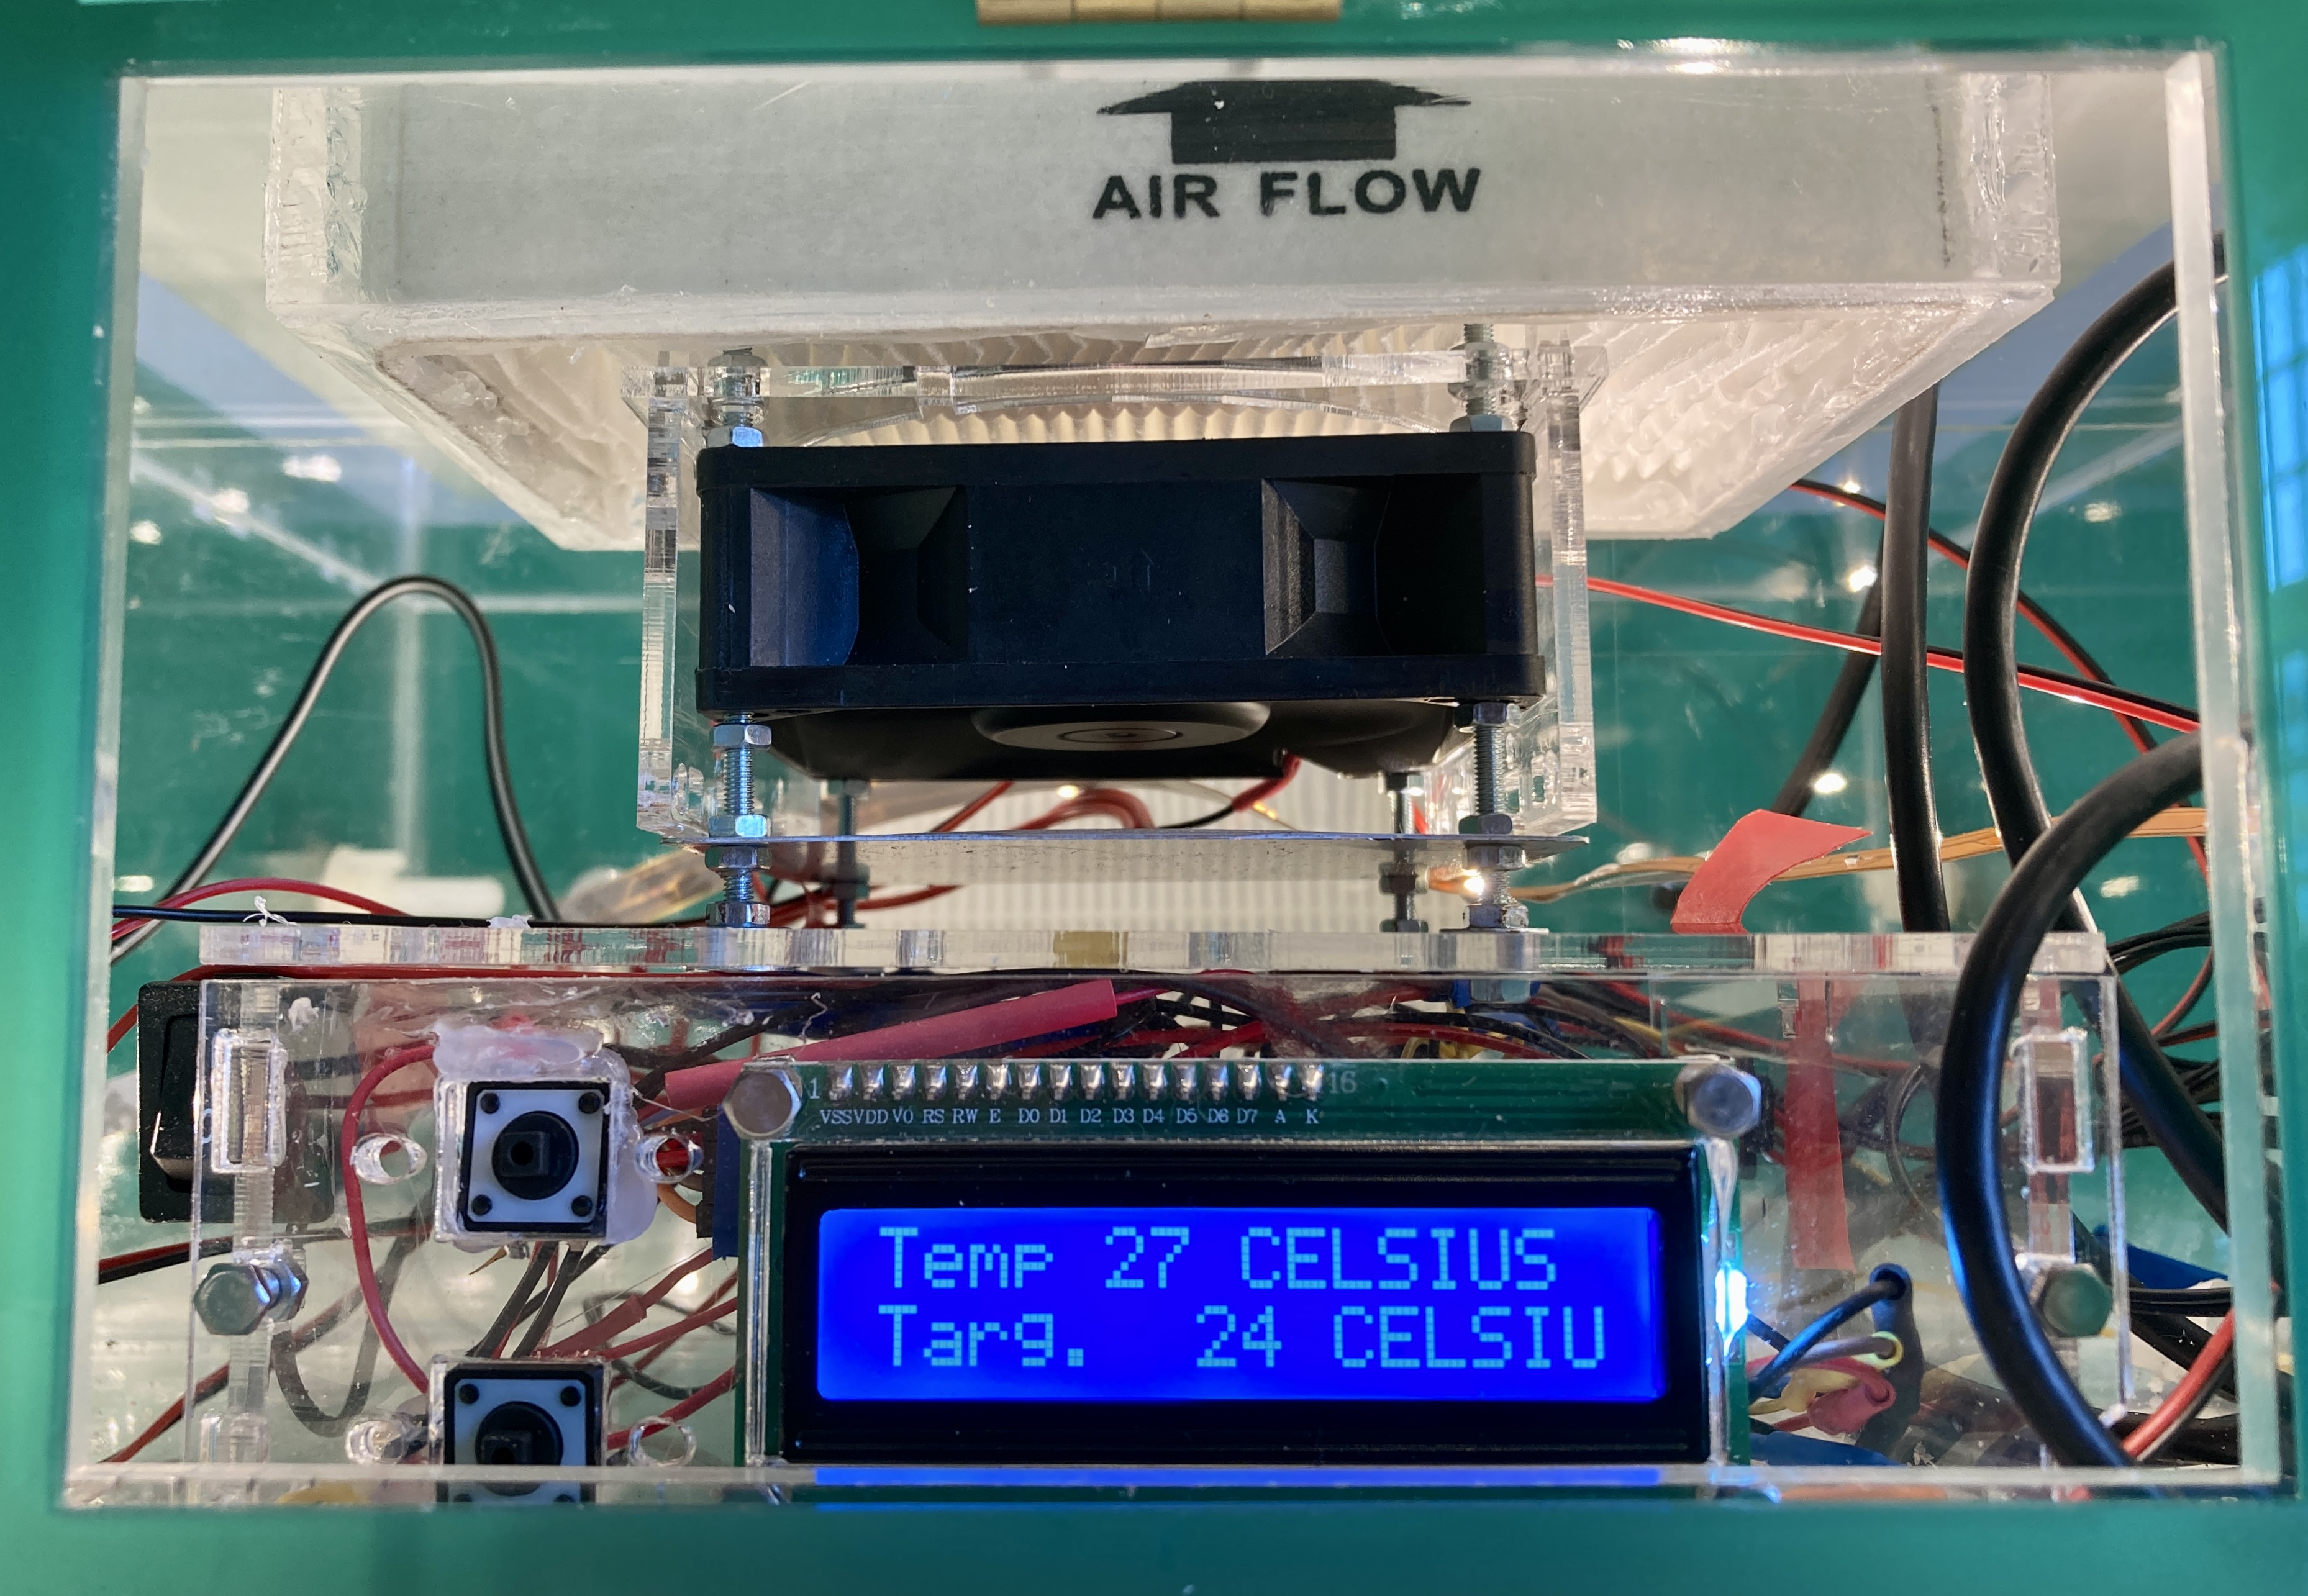 AIR FLOW
1 16
VSS VDD V0 RS RW E D0 D1 D2 D3 D4 D5 D6 D7 A K
Temp 27 CELSIUS
Targ. 24 CELSIU